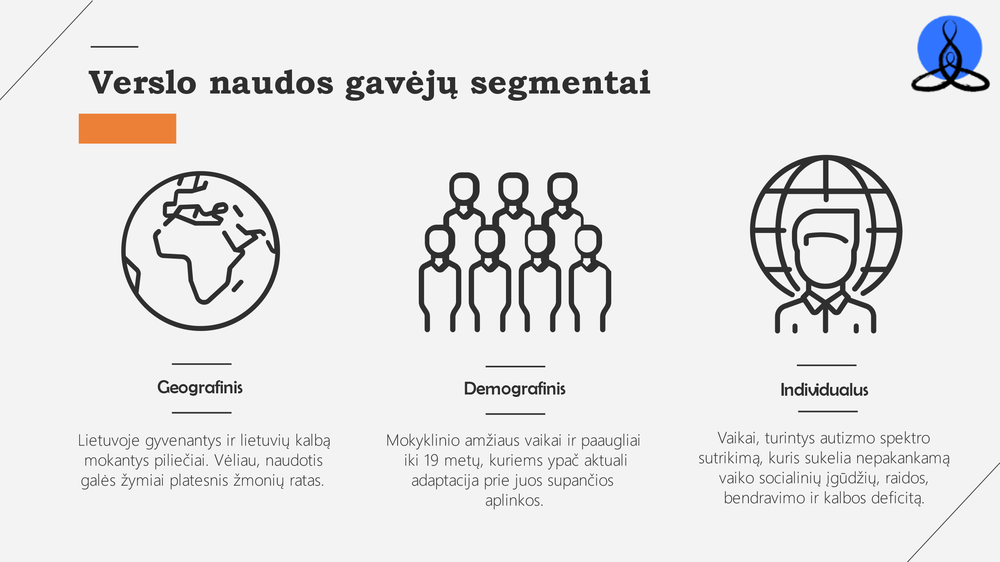 Verslo naudos gavėjų segmentai
Geografinis
Lietuvoje gyvenantys ir lietuvių kalbą
mokantys piliečiai. Vėliau, naudotis
galės žymiai platesnis žmonių ratas.
Demografinis
Mokyklinio amžiaus vaikai ir paaugliai
iki 19 metų, kuriems ypač aktuali
adaptacija prie juos supančios
aplinkos.
Individualus
Vaikai, turintys autizmo spektro
sutrikimą, kuris sukelia nepakankamą
vaiko socialinių įgūdžių, raidos,
bendravimo ir kalbos deficitą.